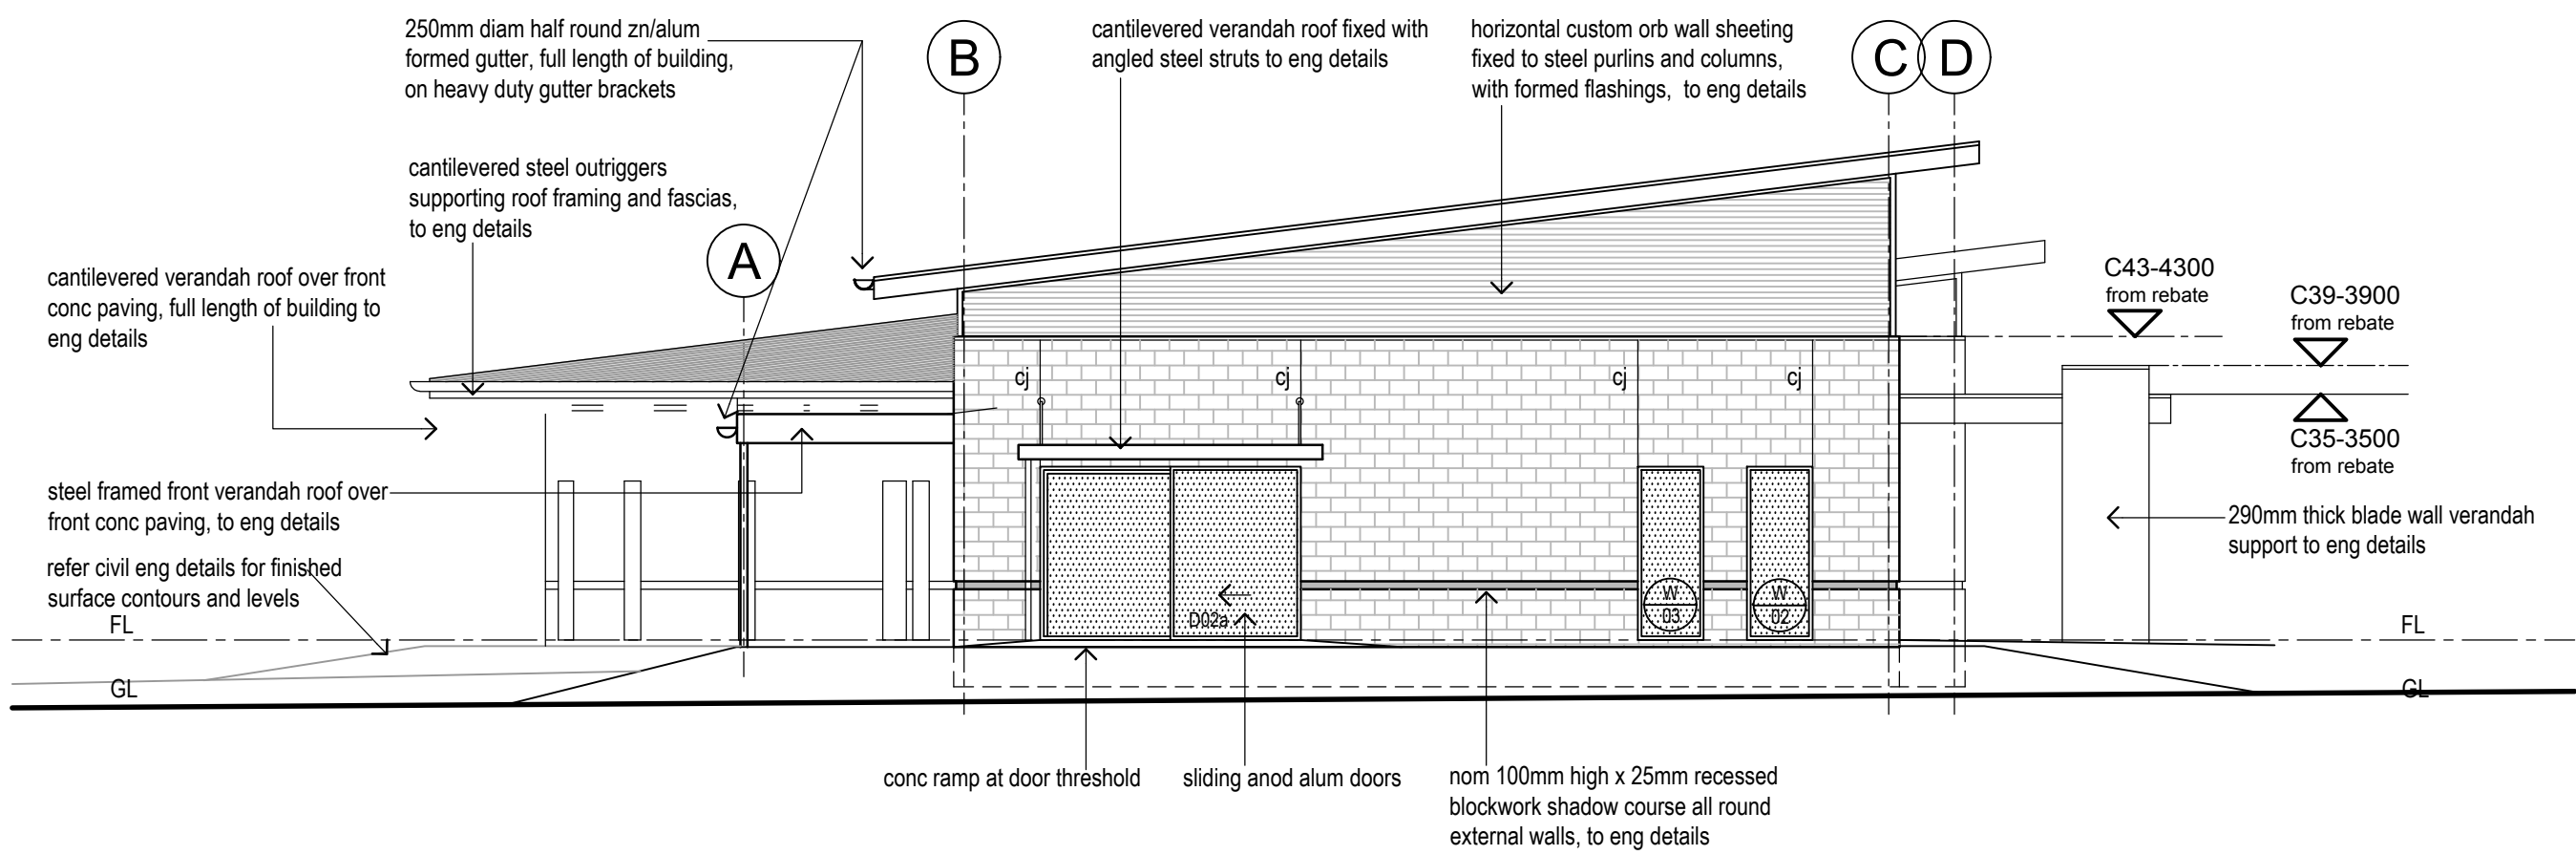 250mm diam half round zn/alum
formed gutter, full length of building,
on heavy duty gutter brackets
B
cantilevered verandah roof fixed with
angled steel struts to eng details
horizontal custom orb wall sheeting
fixed to steel purlins and columns,
with formed flashings, to eng details
C
D
cantilevered steel outriggers
supporting roof framing and fascias,
to eng details
A
cantilevered verandah roof over front
conc paving, full length of building to
eng details
C43-4300
from rebate
C39-3900
from rebate
cj
cj
cj
cj
C35-3500
from rebate
steel framed front verandah roof over
front conc paving, to eng details
290mm thick blade wall verandah
support to eng details
refer civil eng details for finished
surface contours and levels
W
03
W
02
D02a
FL
FL
GL
GL
conc ramp at door threshold
sliding anod alum doors
nom 100mm high x 25mm recessed
blockwork shadow course all round
external walls, to eng details